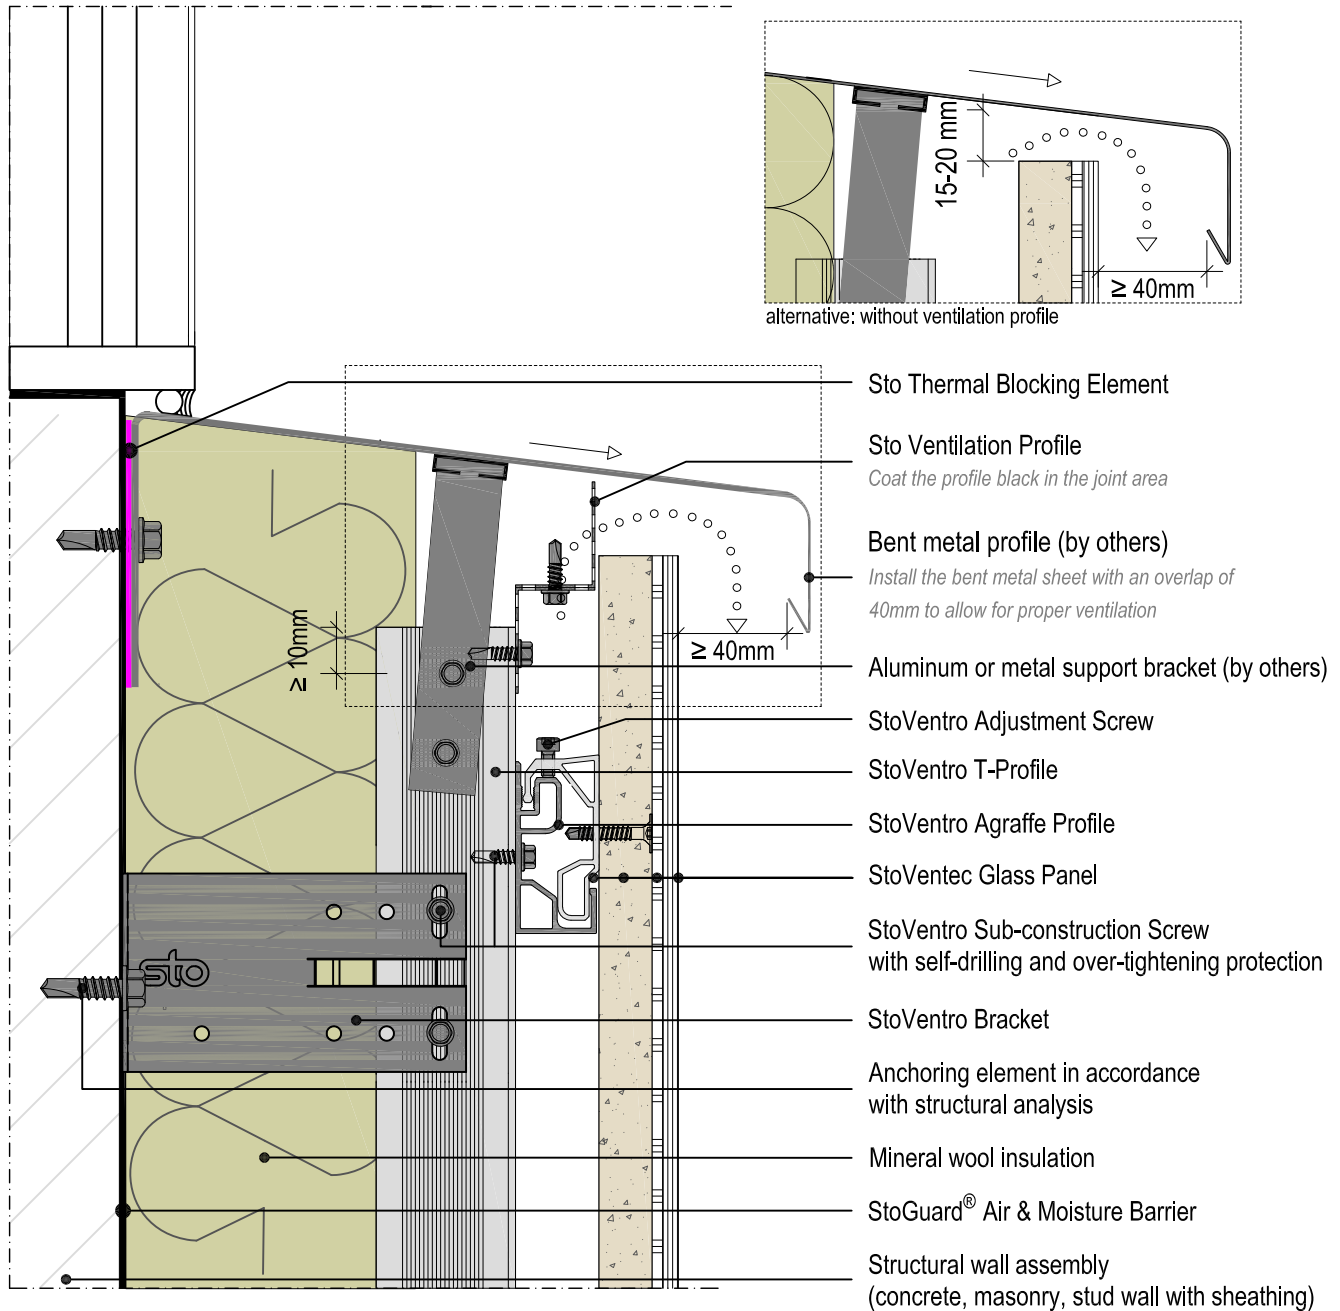 15-20 mm
≥ 40mm
alternative: without ventilation profile
Sto Thermal Blocking Element
Sto Ventilation Profile
Coat the profile black in the joint area
Bent metal profile (by others)
Install the bent metal sheet with an overlap of
40mm to allow for proper ventilation
≥ 10mm
≥ 40mm
Aluminum or metal support bracket (by others)
StoVentro Adjustment Screw
StoVentro T-Profile
StoVentro Agraffe Profile
StoVentec Glass Panel
StoVentro Sub-construction Screw
with self-drilling and over-tightening protection
sto
StoVentro Bracket
Anchoring element in accordance
with structural analysis
Mineral wool insulation
StoGuard® Air & Moisture Barrier
Structural wall assembly
(concrete, masonry, stud wall with sheathing)